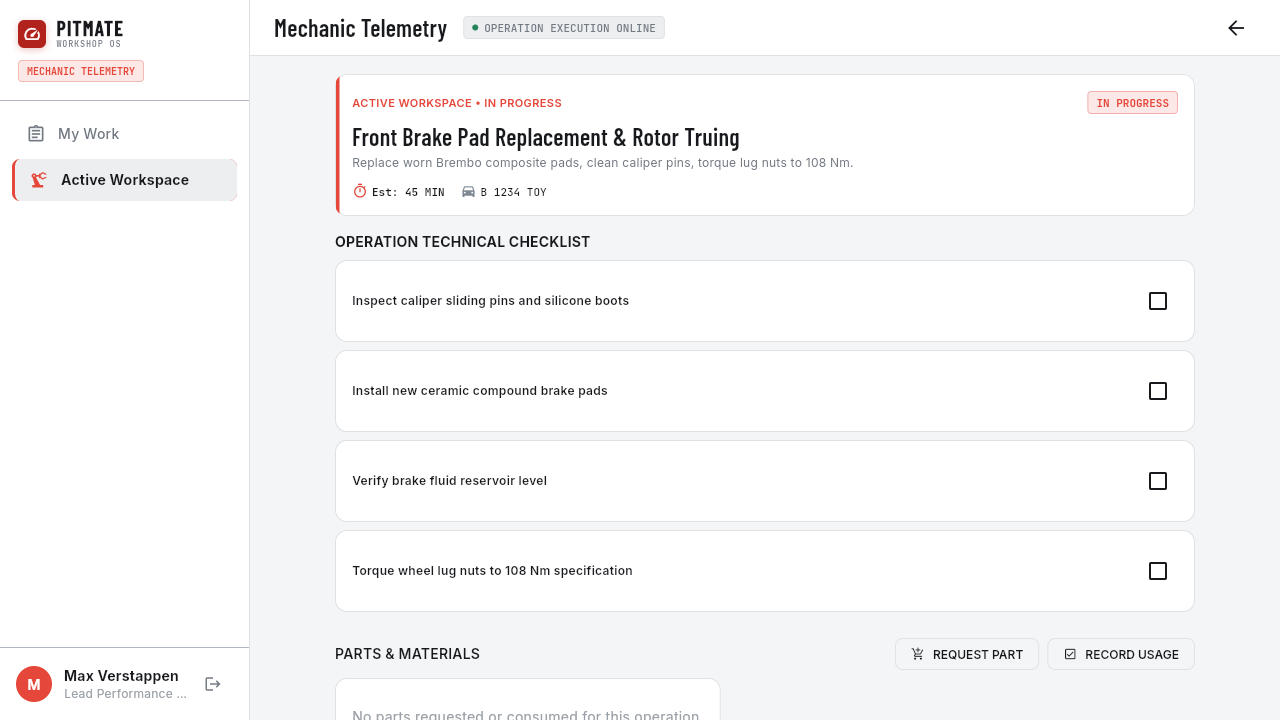 PITMATE
WORKSHOP OS
MECHANIC TELEMETRY
My Work
Active Workspace
Max Verstappen
Lead Performance ...
M
Mechanic Telemetry
OPERATION EXECUTION ONLINE
ACTIVE WORKSPACE • IN PROGRESS
IN PROGRESS
Front Brake Pad Replacement & Rotor Truing
Replace worn Brembo composite pads, clean caliper pins, torque lug nuts to 108 Nm.
Est: 45 MIN
B 1234 TOY
OPERATION TECHNICAL CHECKLIST
Inspect caliper sliding pins and silicone boots
Install new ceramic compound brake pads
Verify brake fluid reservoir level
Torque wheel lug nuts to 108 Nm specification
PARTS & MATERIALS
REQUEST PART
RECORD USAGE
No parts requested or consumed for this operation